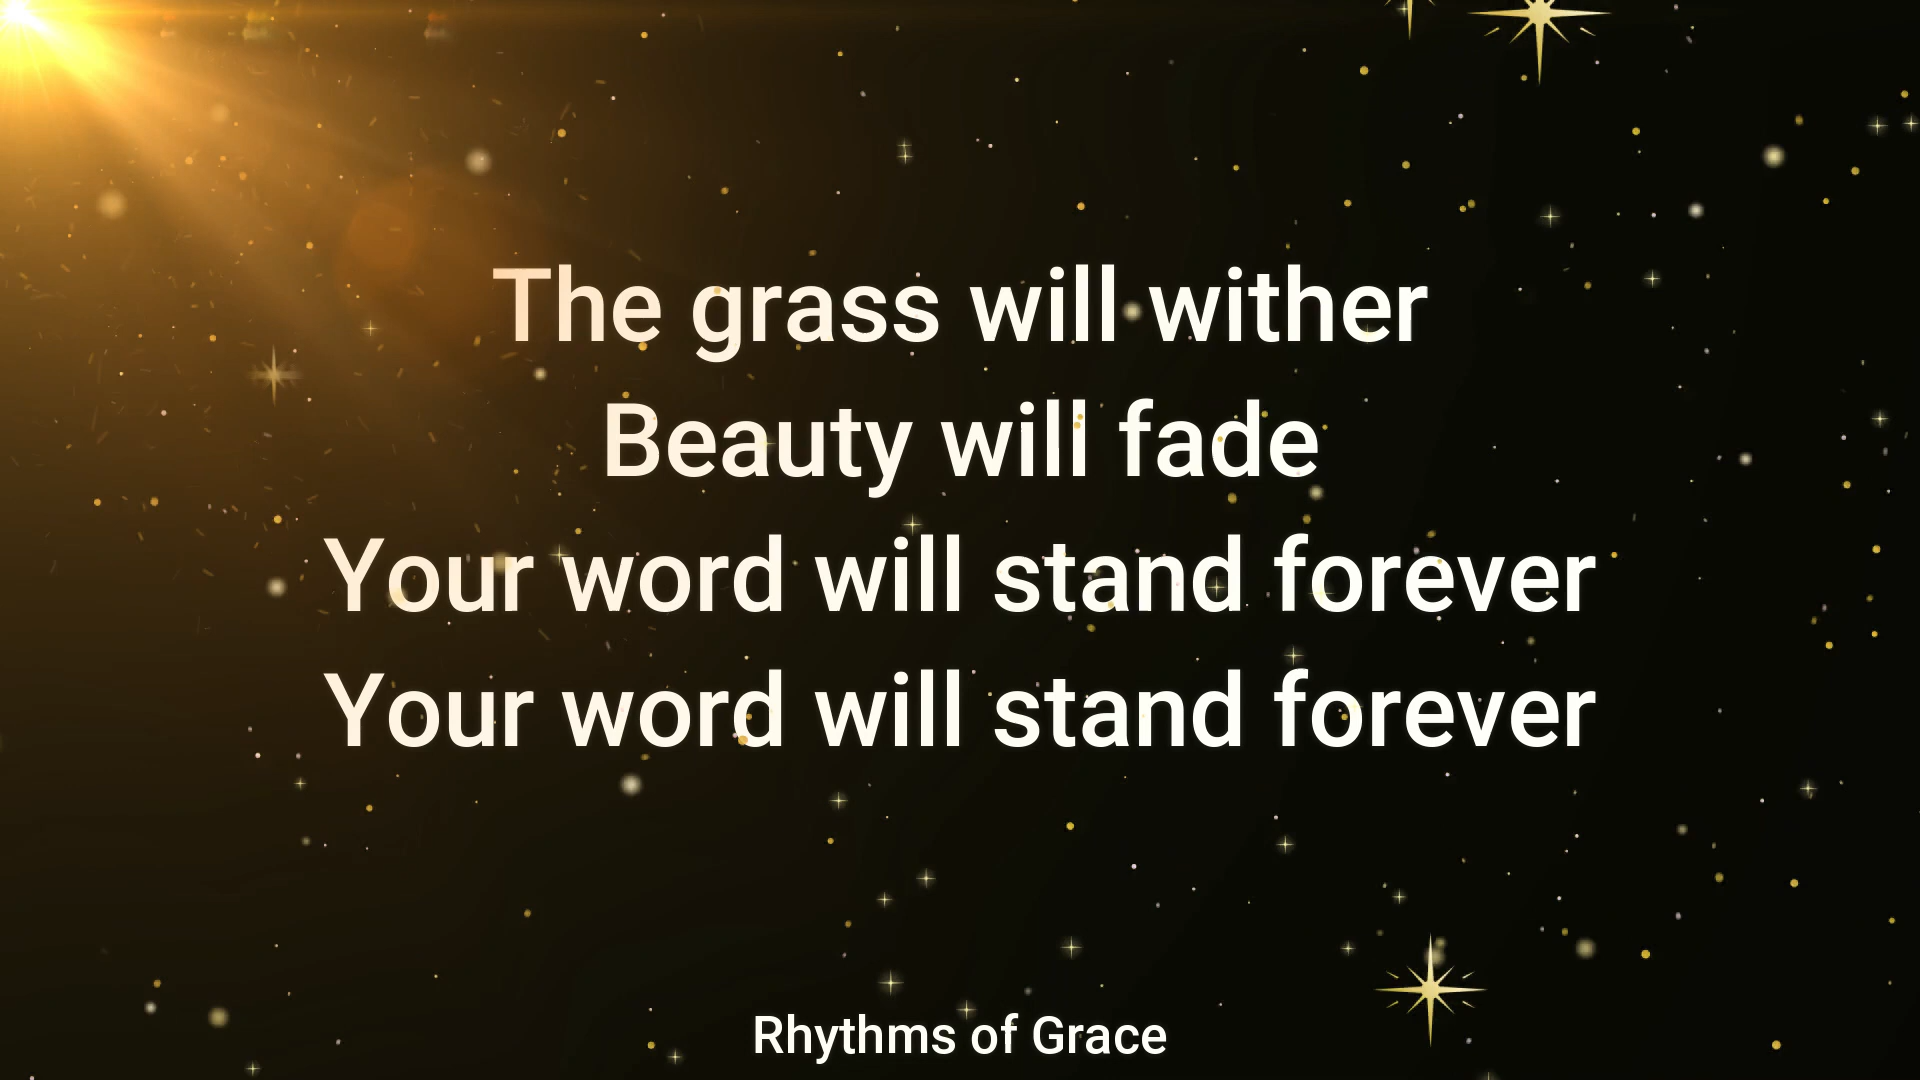 The grass will wither
Beauty will fade
Your word will stand forever
Your word will stand forever
Rhythms of Grace